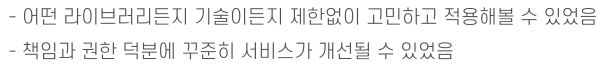 - 어떤 라이브러리든지 기술이든지 제한없이 고민하고 적용해볼 수 있었음
- 책임과 권한 덕분에 꾸준히 서비스가 개선될 수 있었음